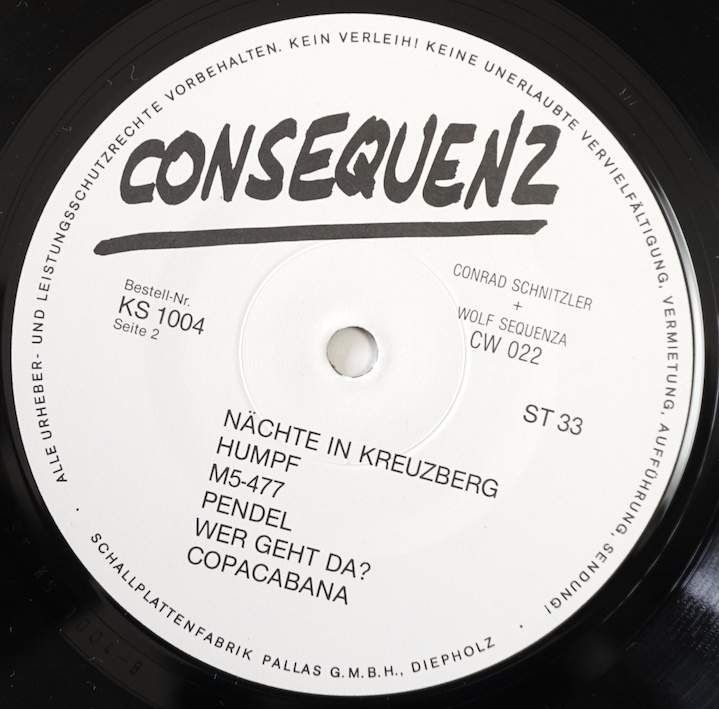 ALLE URHEBER- UND LEISTUNGSSCHUTZRECHTE VORBEHALTEN. KEIN VERLEIH! KEINE UNERLAUBTE VERVIELFÄLTIGUNG, VERMIETUNG, AUFFÜHRUNG, SENDUNG!
CONSEQUENZ
Bestell-Nr.
KS 1004
Seite 2
CONRAD SCHNITZLER
+
WOLF SEQUENZA
CW 022
ST 33
NÄCHTE IN KREUZBERG
HUMPF
M5-477
PENDEL
WER GEHT DA?
COPACABANA
· SCHALLPLATTENFABRIK PALLAS G.M.B.H., DIEPHOLZ ·